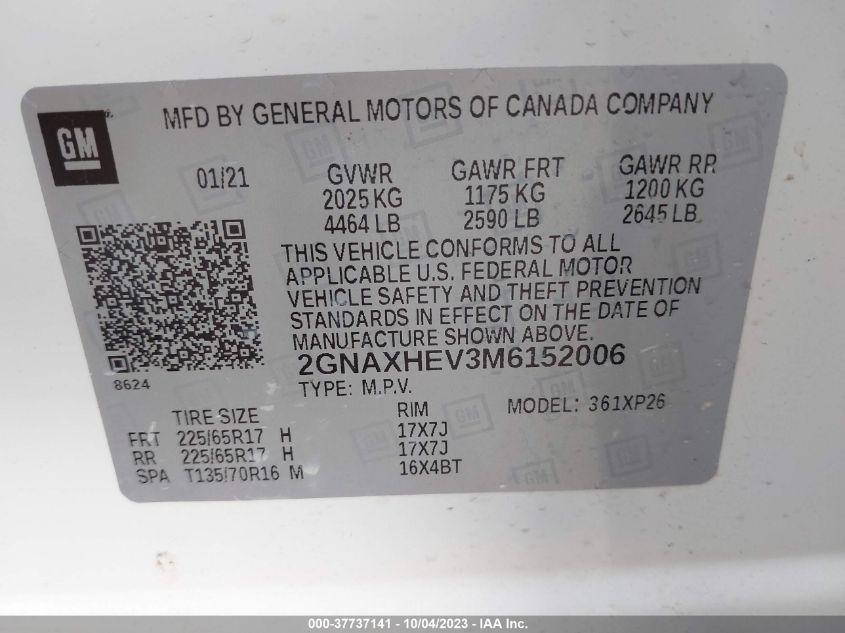 GM
MFD BY GENERAL MOTORS OF CANADA COMPANY
01/21 GVWR GAWR FRT GAWR RR
2025 KG 1175 KG 1200 KG
4464 LB 2590 LB 2645 LB
THIS VEHICLE CONFORMS TO ALL
APPLICABLE U.S. FEDERAL MOTOR
VEHICLE SAFETY AND THEFT PREVENTION
STANDARDS IN EFFECT ON THE DATE OF
MANUFACTURE SHOWN ABOVE.
2GNAXHEV3M6152006
8624
TYPE: M.P.V.
TIRE SIZE RIM MODEL: 361XP26
FRT 225/65R17 H 17X7J
RR 225/65R17 H 17X7J
SPA T135/70R16 M 16X4BT
000-37737141 - 10/04/2023 - IAA Inc.